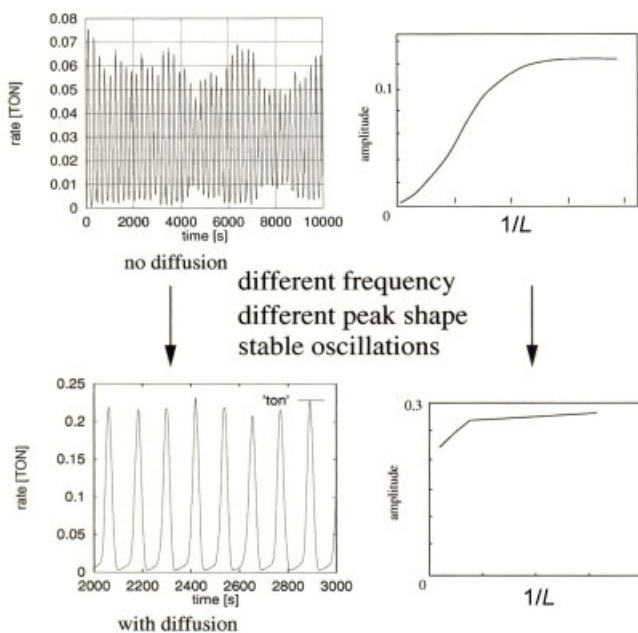 rate [TON]
0.08
0.07
0.06
0.05
0.04
0.03
0.02
0.01
0
0 2000 4000 6000 8000 10000
time [s]
no diffusion
amplitude
0.1
0
1/L
different frequency
different peak shape
stable oscillations
rate [TON]
0.25
0.2
0.15
0.1
0.05
0
'ton'
2000 2200 2400 2600 2800 3000
time [s]
with diffusion
amplitude
0.3
0
1/L